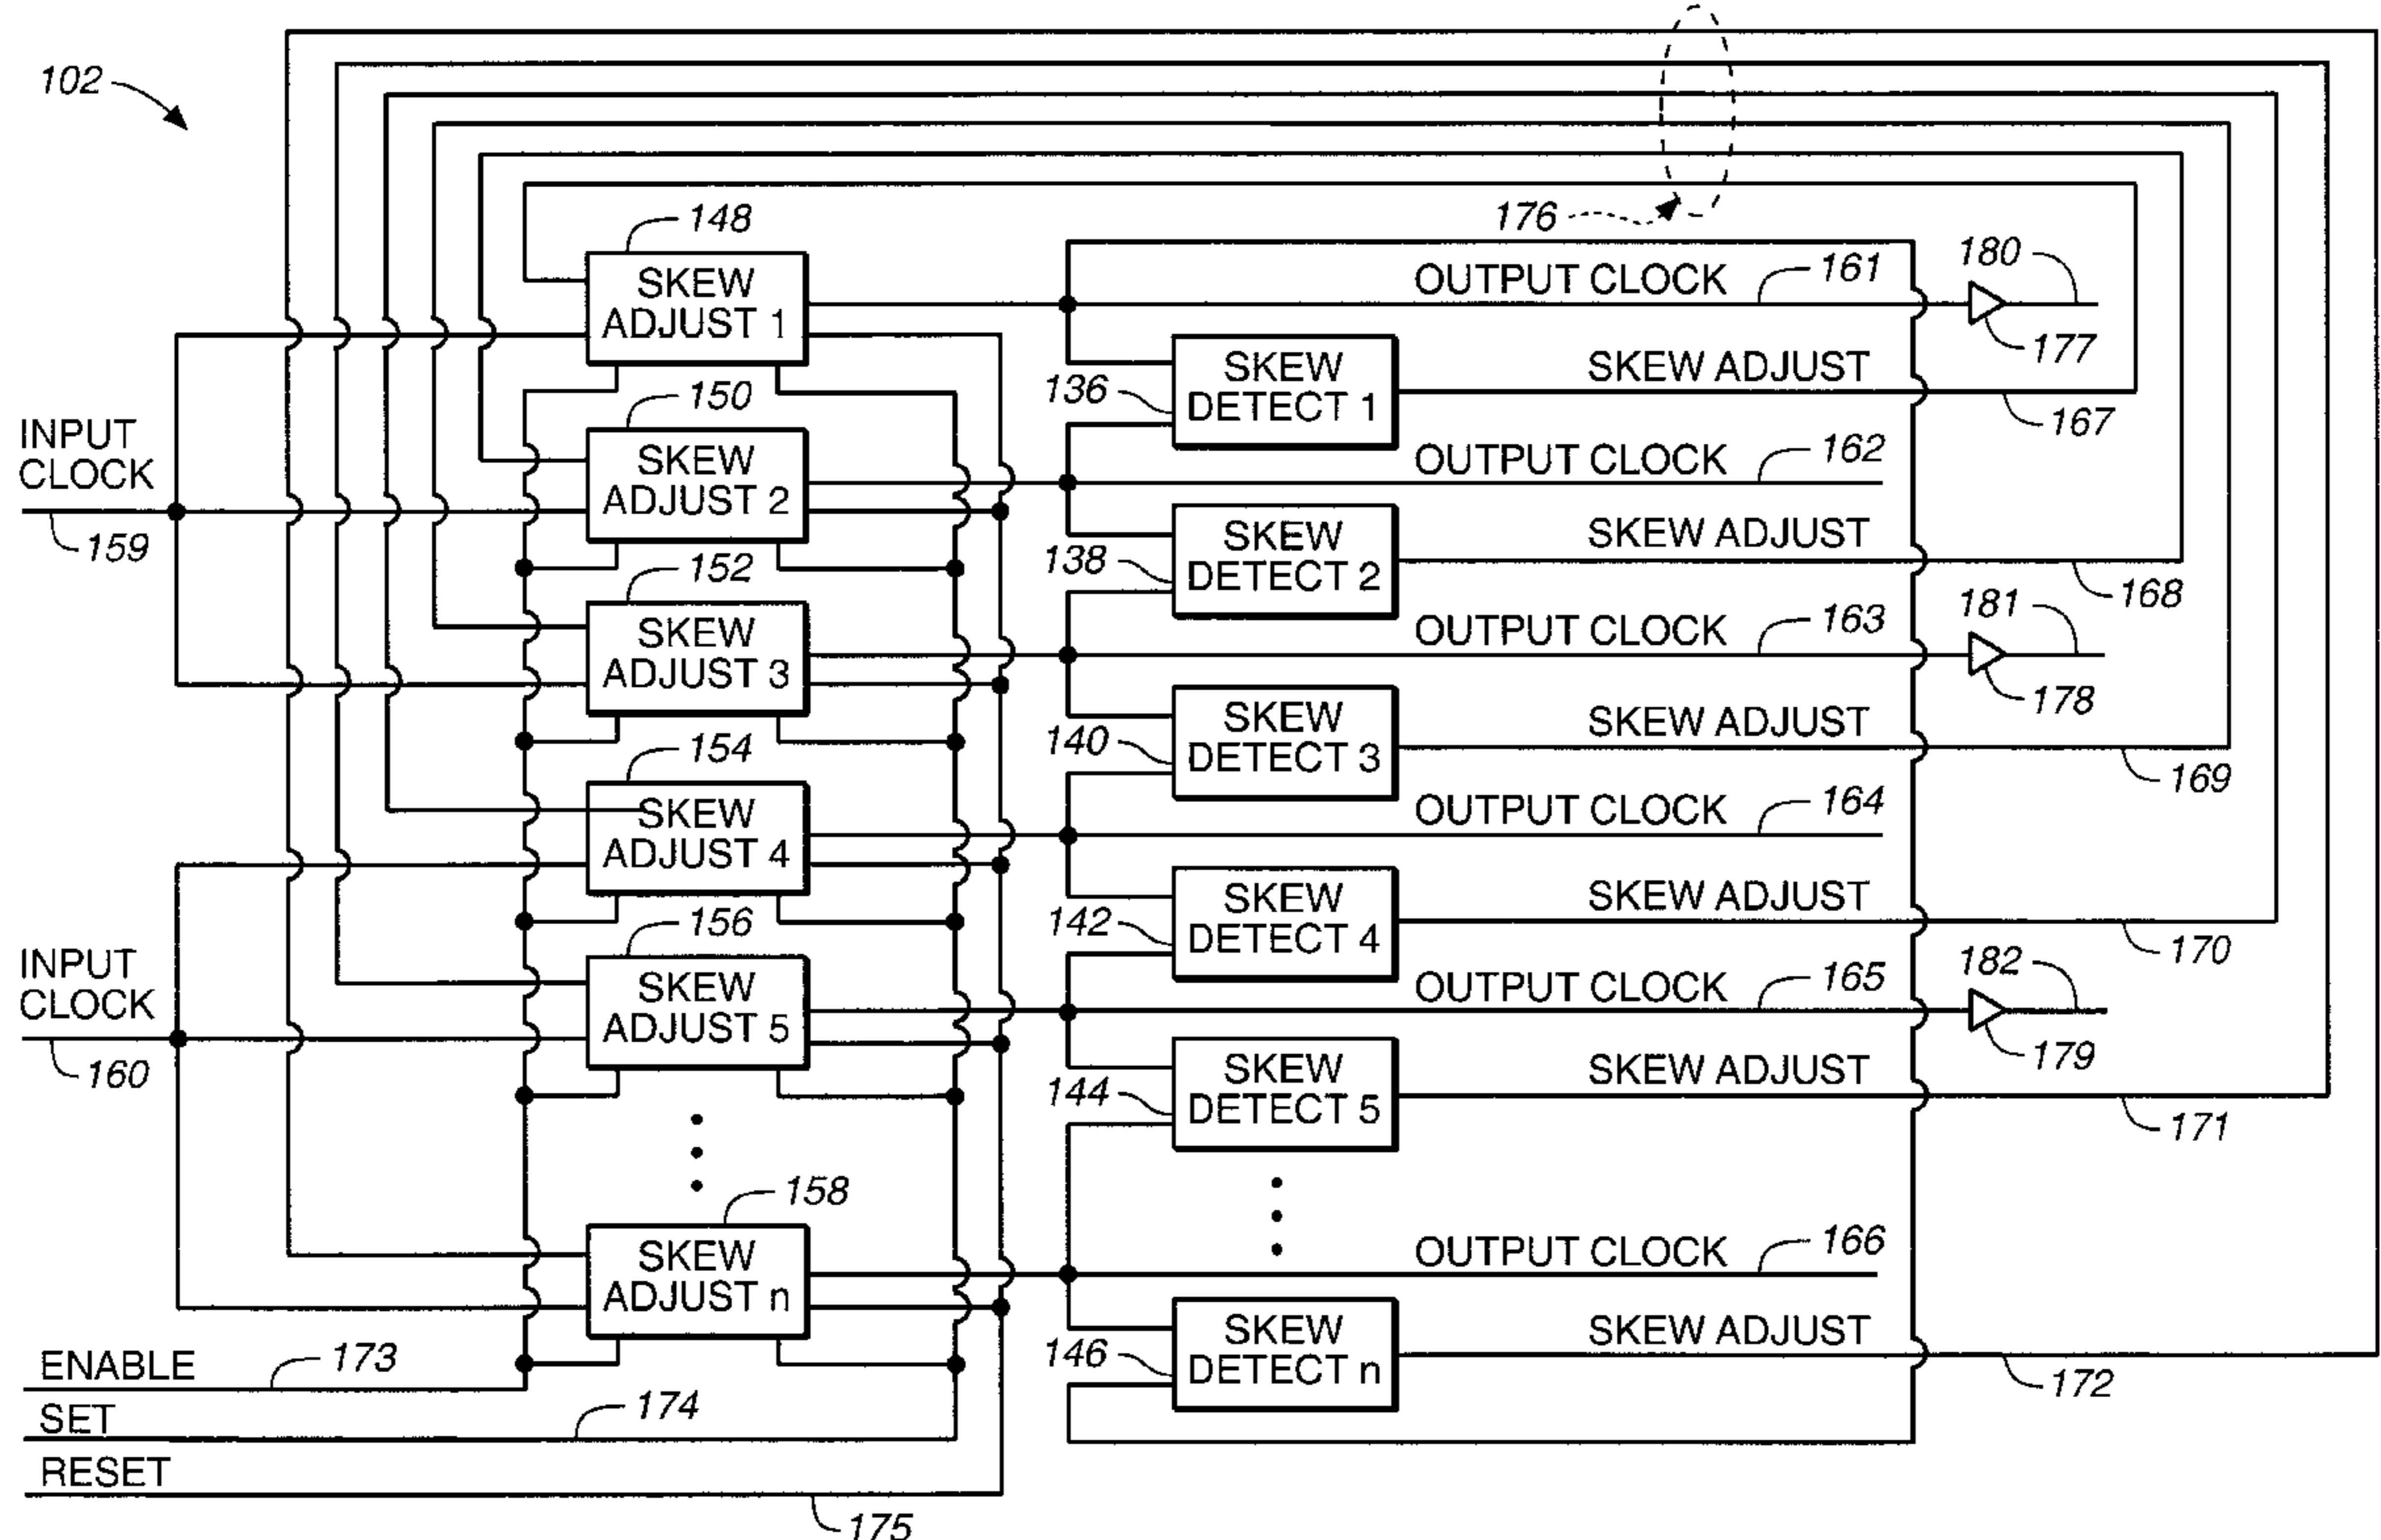 102
176
148
SKEW
ADJUST 1
OUTPUT CLOCK
161
180
177
SKEW
DETECT 1
136
SKEW ADJUST
167
INPUT
CLOCK
159
150
SKEW
ADJUST 2
OUTPUT CLOCK
162
SKEW
DETECT 2
138
SKEW ADJUST
168
152
SKEW
ADJUST 3
OUTPUT CLOCK
163
181
178
SKEW
DETECT 3
140
SKEW ADJUST
169
154
SKEW
ADJUST 4
OUTPUT CLOCK
164
SKEW
DETECT 4
142
SKEW ADJUST
170
INPUT
CLOCK
160
156
SKEW
ADJUST 5
OUTPUT CLOCK
165
182
179
SKEW
DETECT 5
144
SKEW ADJUST
171
158
SKEW
ADJUST n
OUTPUT CLOCK
166
SKEW
DETECT n
146
SKEW ADJUST
172
ENABLE
173
SET
174
RESET
175